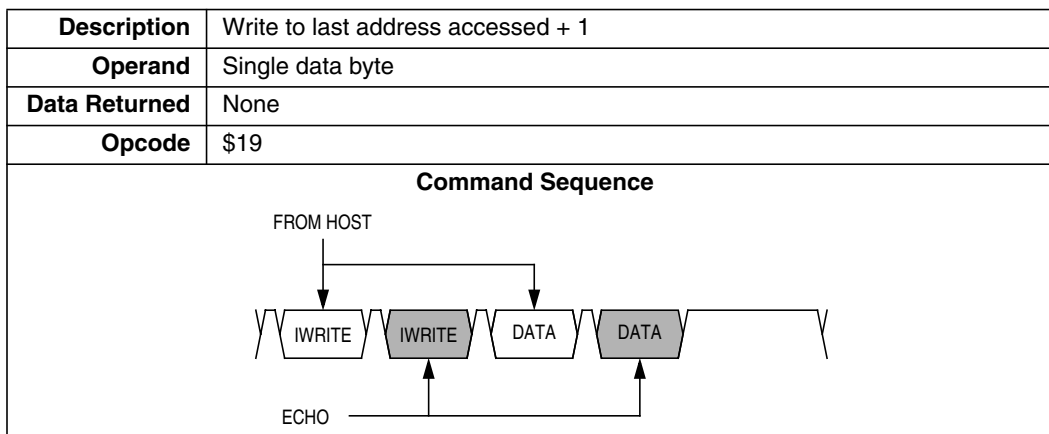 Description Write to last address accessed + 1
Operand Single data byte
Data Returned None
Opcode $19
Command Sequence
FROM HOST
IWRITE IWRITE DATA DATA
ECHO